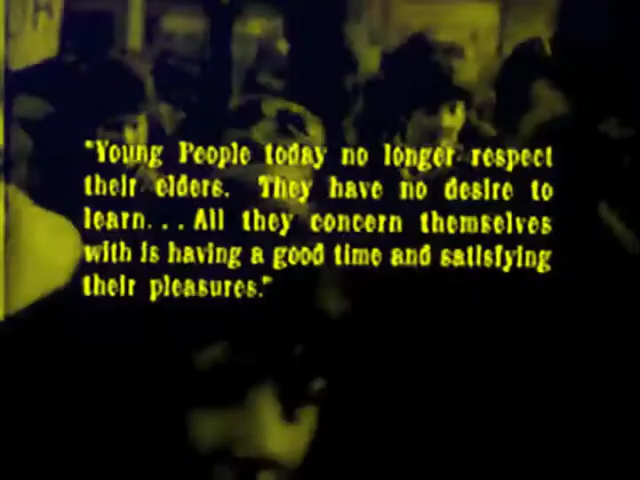 "Young People today no longer respect
their elders. They have no desire to
learn...All they concern themselves
with is having a good time and satisfying
their pleasures."